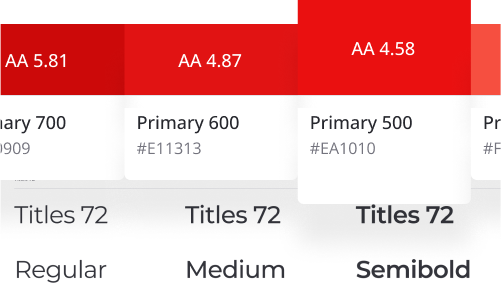 AA 5.81
AA 4.87
AA 4.58
ary 700
Primary 600
Primary 500
Pr
0909
#E11313
#EA1010
#F
Titles 72
Titles 72
Titles 72
Regular
Medium
Semibold